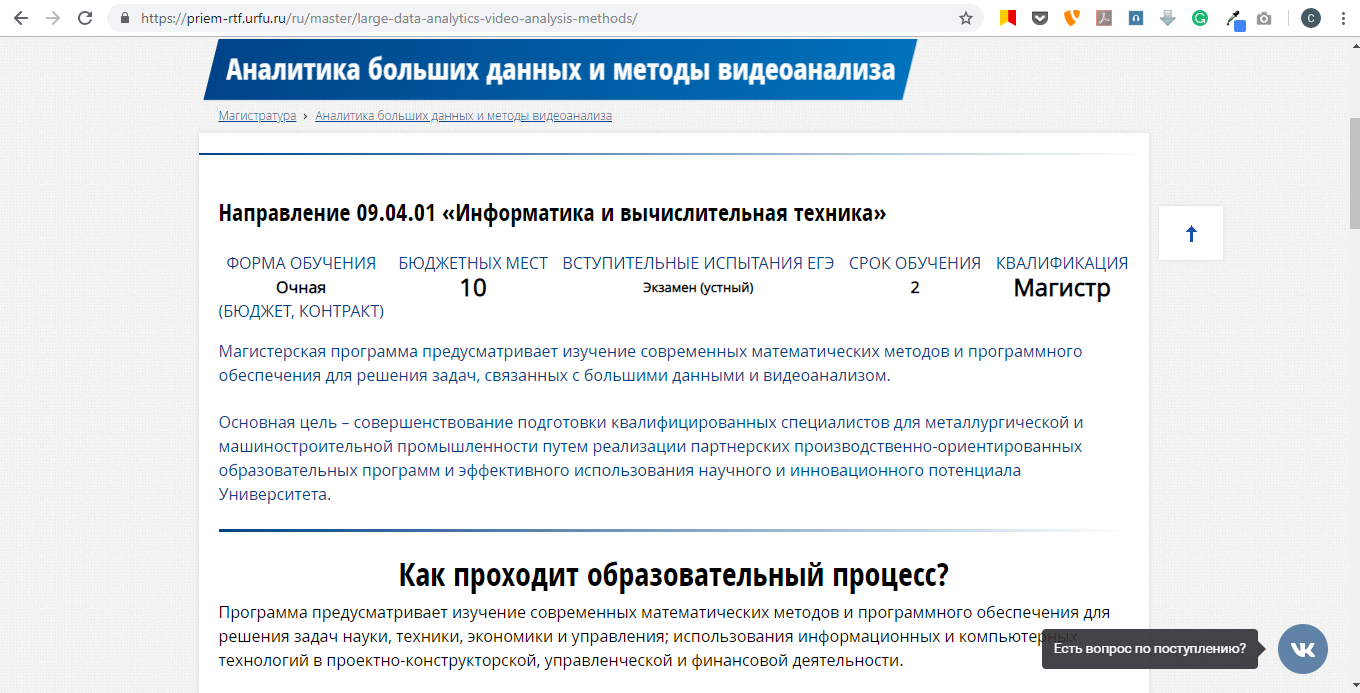 https://priem-rtf.urfu.ru/ru/master/large-data-analytics-video-analysis-methods/
C
Аналитика больших данных и методы видеоанализа
Магистратура › Аналитика больших данных и методы видеоанализа
Направление 09.04.01 «Информатика и вычислительная техника»
ФОРМА ОБУЧЕНИЯ БЮДЖЕТНЫХ МЕСТ ВСТУПИТЕЛЬНЫЕ ИСПЫТАНИЯ ЕГЭ СРОК ОБУЧЕНИЯ КВАЛИФИКАЦИЯ
Очная 10 Экзамен (устный) 2 Магистр
(БЮДЖЕТ, КОНТРАКТ)
Магистерская программа предусматривает изучение современных математических методов и программного
обеспечения для решения задач, связанных с большими данными и видеоанализом.
Основная цель – совершенствование подготовки квалифицированных специалистов для металлургической и
машиностроительной промышленности путем реализации партнерских производственно-ориентированных
образовательных программ и эффективного использования научного и инновационного потенциала
Университета.
Как проходит образовательный процесс?
Программа предусматривает изучение современных математических методов и программного обеспечения для
решения задач науки, техники, экономики и управления; использования информационных и компьютерных
технологий в проектно-конструкторской, управленческой и финансовой деятельности.
Есть вопрос по поступлению?